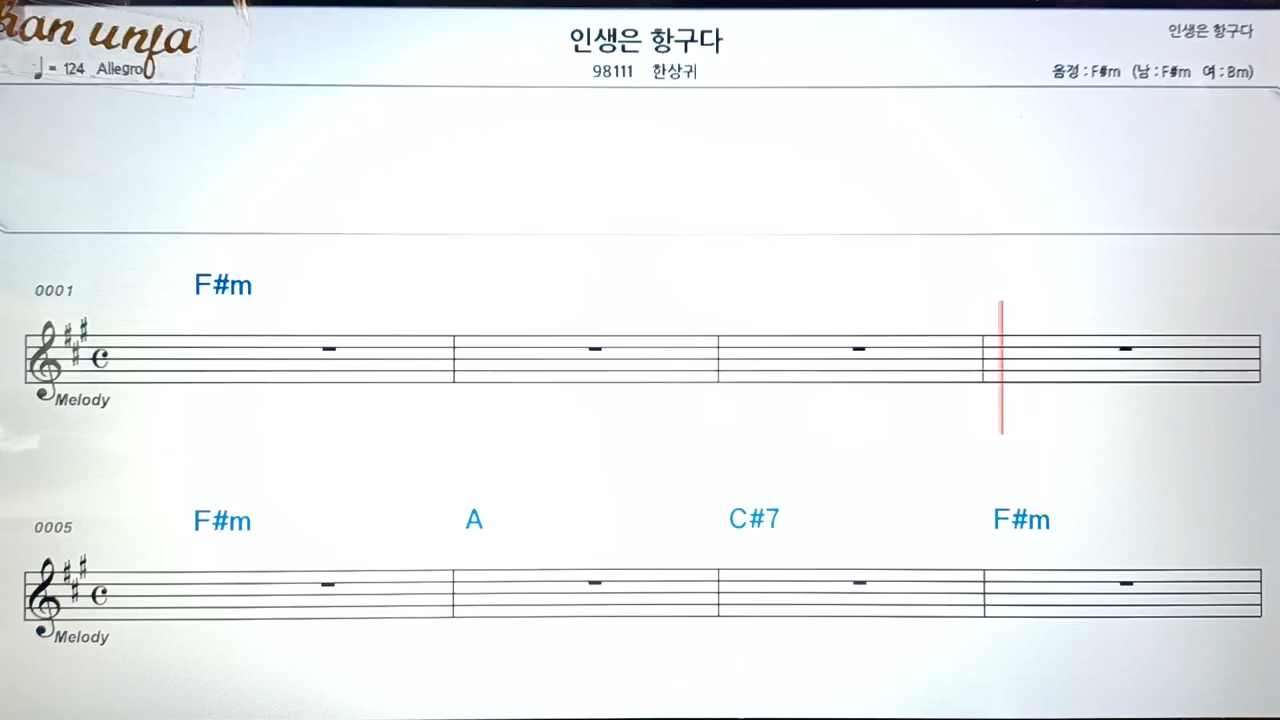 han unfa
인생은 항구다
인생은 항구다
♩= 124 Allegro
98111 한상귀
음정 : F#m (남 : F#m 여 : Bm)
0001
F#m
Melody
0005
F#m A C#7 F#m
Melody